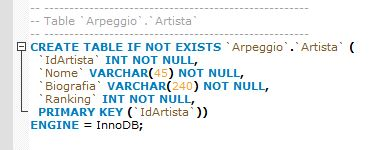 -- -----------------------------------------------------
-- Table `Arpeggio`.`Artista`
-- -----------------------------------------------------
CREATE TABLE IF NOT EXISTS `Arpeggio`.`Artista` (
`IdArtista` INT NOT NULL,
`Nome` VARCHAR(45) NOT NULL,
`Biografia` VARCHAR(240) NOT NULL,
`Ranking` INT NOT NULL,
PRIMARY KEY (`IdArtista`))
ENGINE = InnoDB;